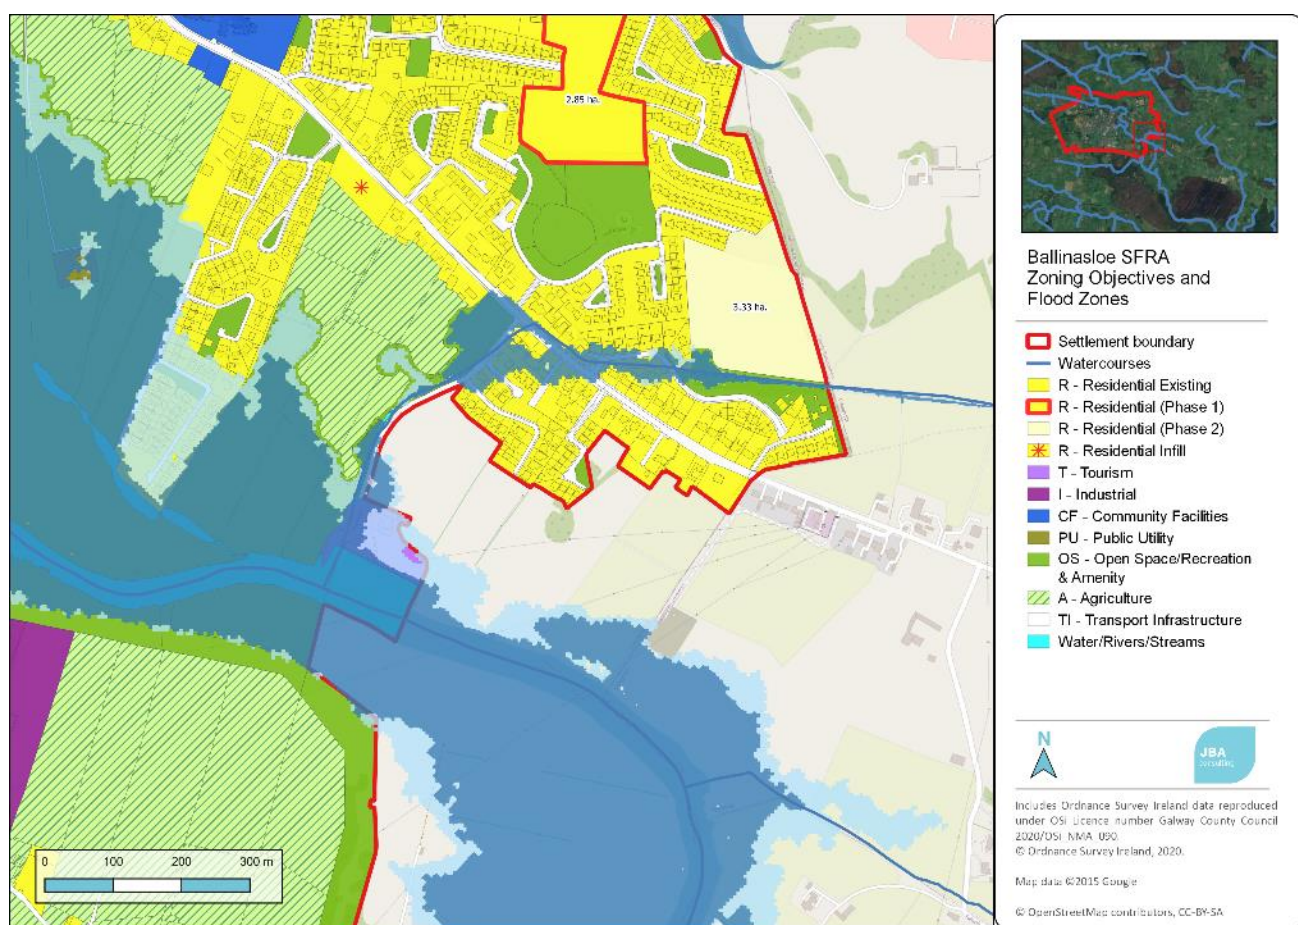 2.85 ha.
3.33 ha.
0 100 200 300 m
Ballinasloe SFRA
Zoning Objectives and
Flood Zones
Settlement boundary
Watercourses
R - Residential Existing
R - Residential (Phase 1)
R - Residential (Phase 2)
R - Residential Infill
T - Tourism
I - Industrial
CF - Community Facilities
PU - Public Utility
OS - Open Space/Recreation
& Amenity
A - Agriculture
TI - Transport Infrastructure
Water/Rivers/Streams
N
JBA
consulting
Includes Ordnance Survey Ireland data reproduced
under OSi Licence number Galway County Council
2020/OSi_NMA_090.
© Ordnance Survey Ireland, 2020.
Map data ©2015 Google
© OpenStreetMap contributors, CC-BY-SA